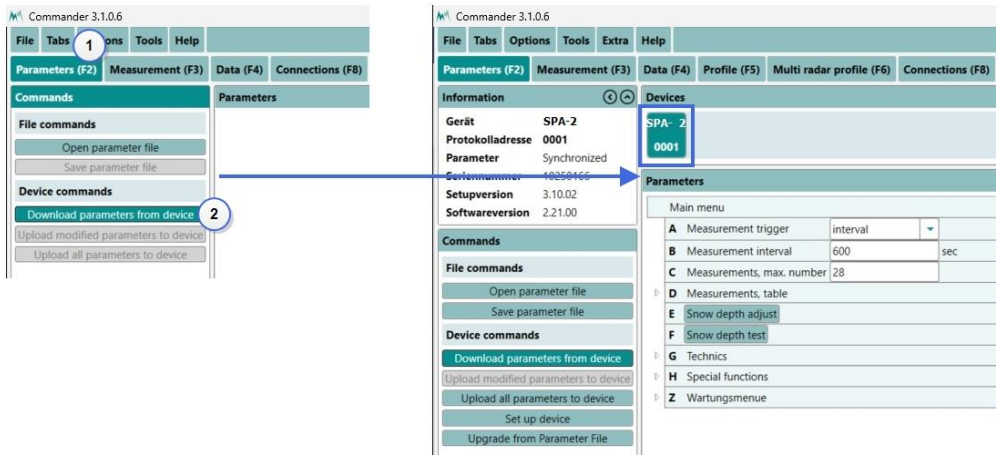 Commander 3.1.0.6
File Tabs ons Tools Help
1
Parameters (F2) Measurement (F3) Data (F4) Connections (F8)
Commands
Parameters
File commands
Open parameter file
Save parameter file
Device commands
Download parameters from device
2
Upload modified parameters to device
Upload all parameters to device
Commander 3.1.0.6
File Tabs Options Tools Extra Help
Parameters (F2) Measurement (F3) Data (F4) Profile (F5) Multi radar profile (F6) Connections (F8)
Information
Gerät SPA-2
Protokolladresse 0001
Parameter Synchronized
Seriennummer
Setupversion 3.10.02
Softwareversion 2.21.00
Commands
File commands
Open parameter file
Save parameter file
Device commands
Download parameters from device
Upload modified parameters to device
Upload all parameters to device
Set up device
Upgrade from Parameter File
Devices
SPA- 2
0001
Parameters
Main menu
A Measurement trigger interval
B Measurement interval 600 sec
C Measurements, max. number 28
D Measurements, table
E Snow depth adjust
F Snow depth test
G Technics
H Special functions
Z Wartungsmenue